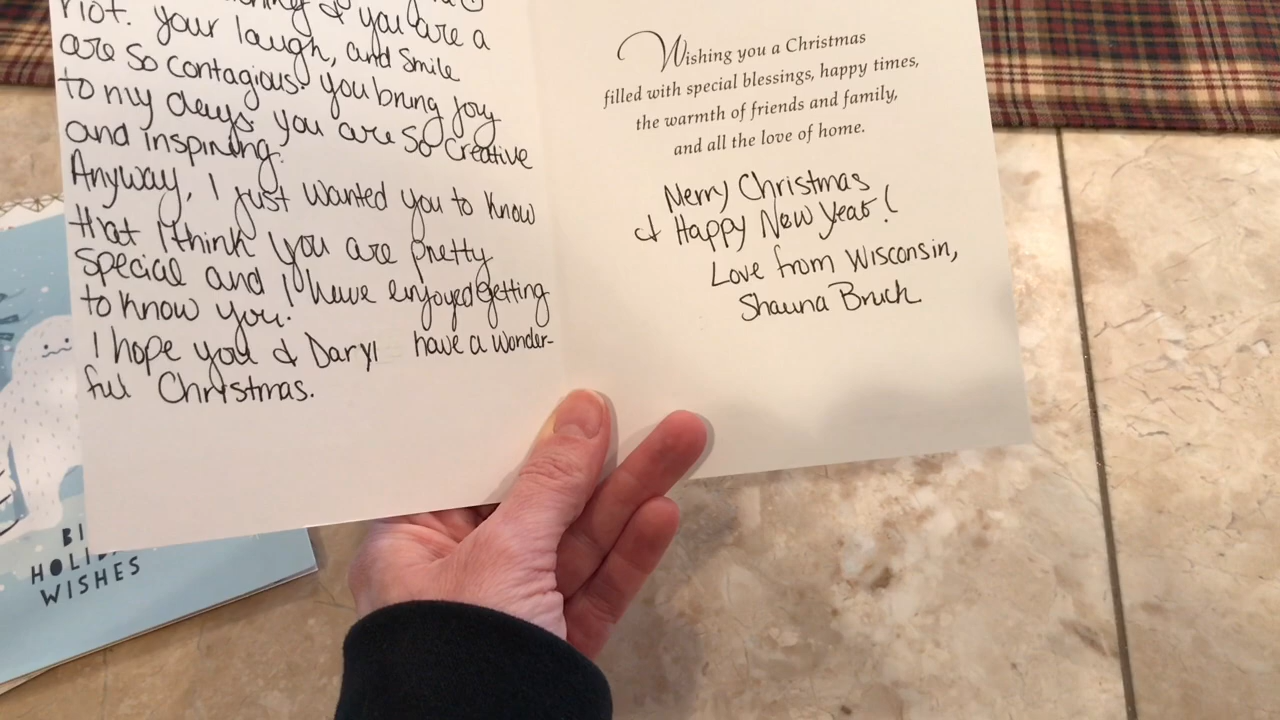 & you are a
riot. your laugh, and smile
are so contagious. you bring joy
to my days. you are so creative
and inspiring.
Anyway, I just wanted you to know
that I think you are pretty
special and I have enjoyed getting
to know you.
I hope you & Daryl have a wonder-
ful Christmas.
Wishing you a Christmas
filled with special blessings, happy times,
the warmth of friends and family,
and all the love of home.
Merry Christmas
& Happy New Year!
Love from Wisconsin,
Shauna Bruch
BI
HOLID
WISHES